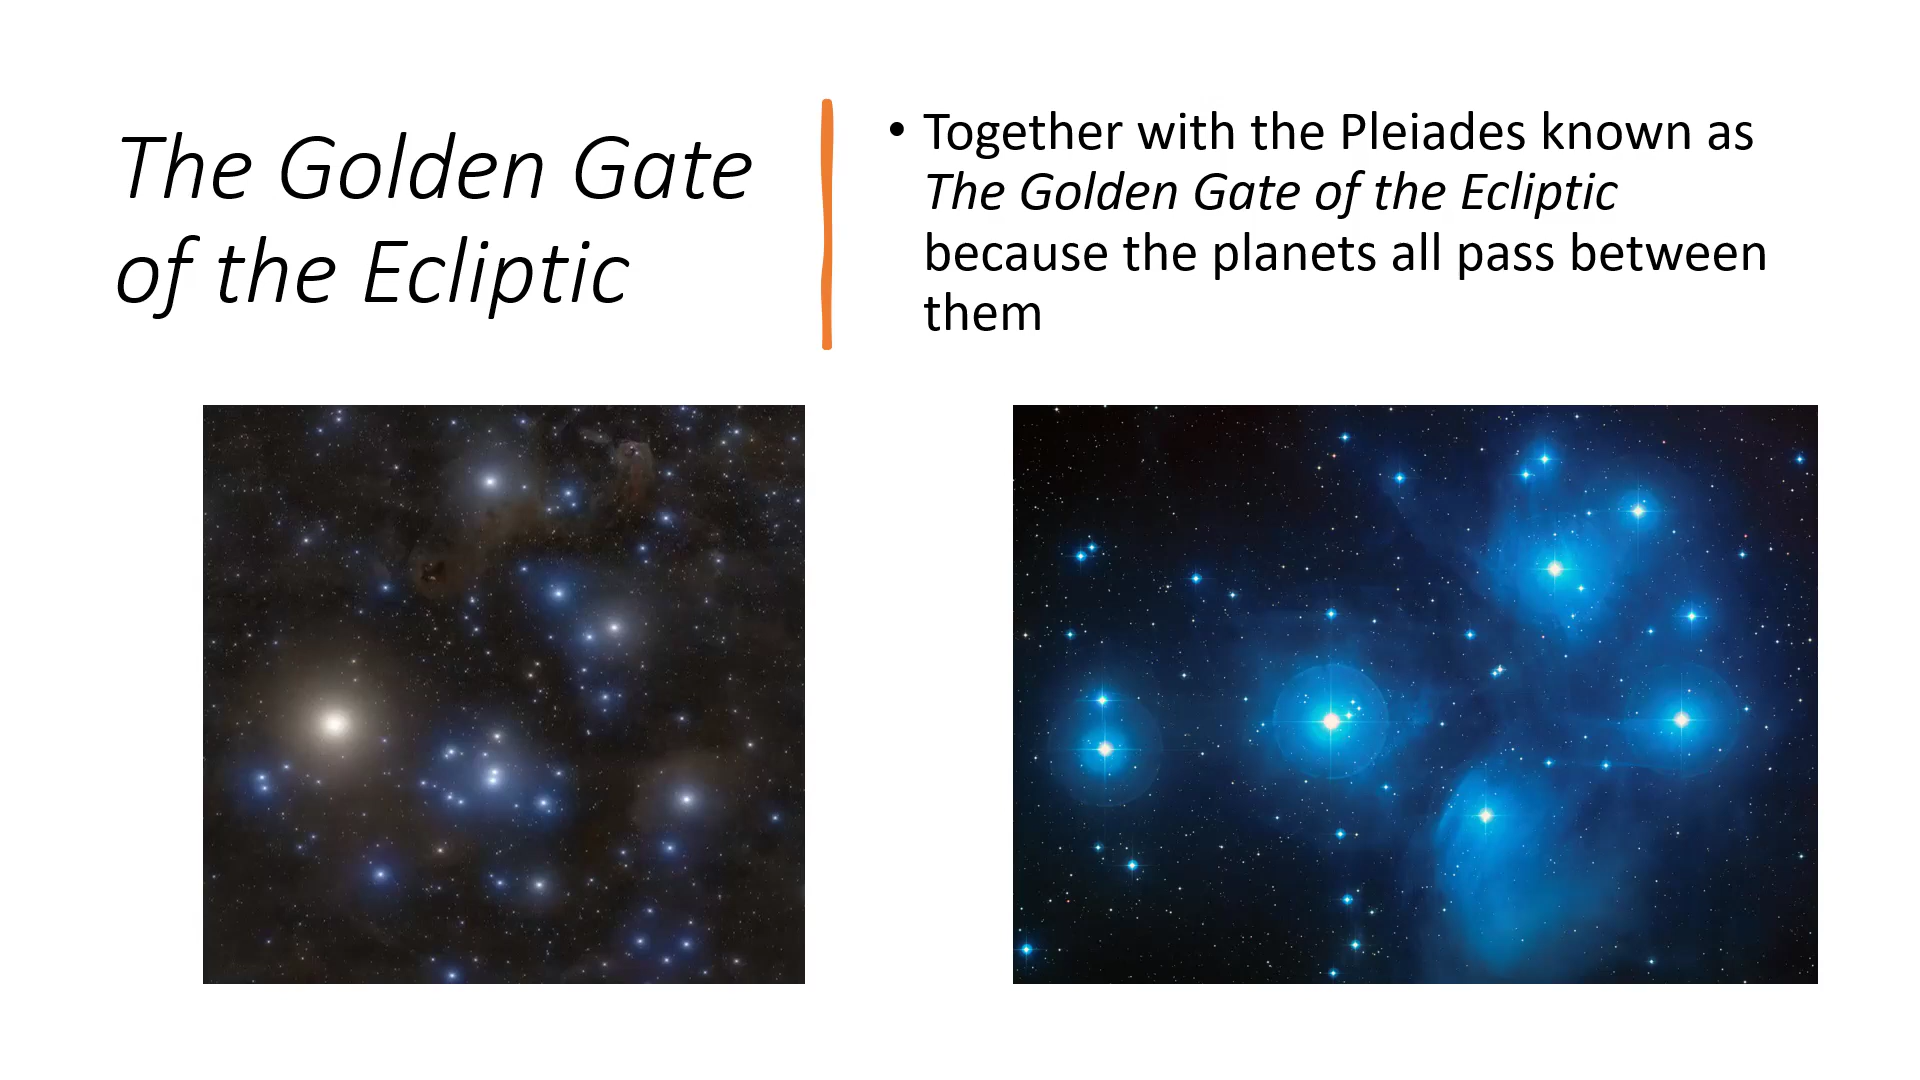 The Golden Gate
of the Ecliptic
• Together with the Pleiades known as
The Golden Gate of the Ecliptic
because the planets all pass between
them